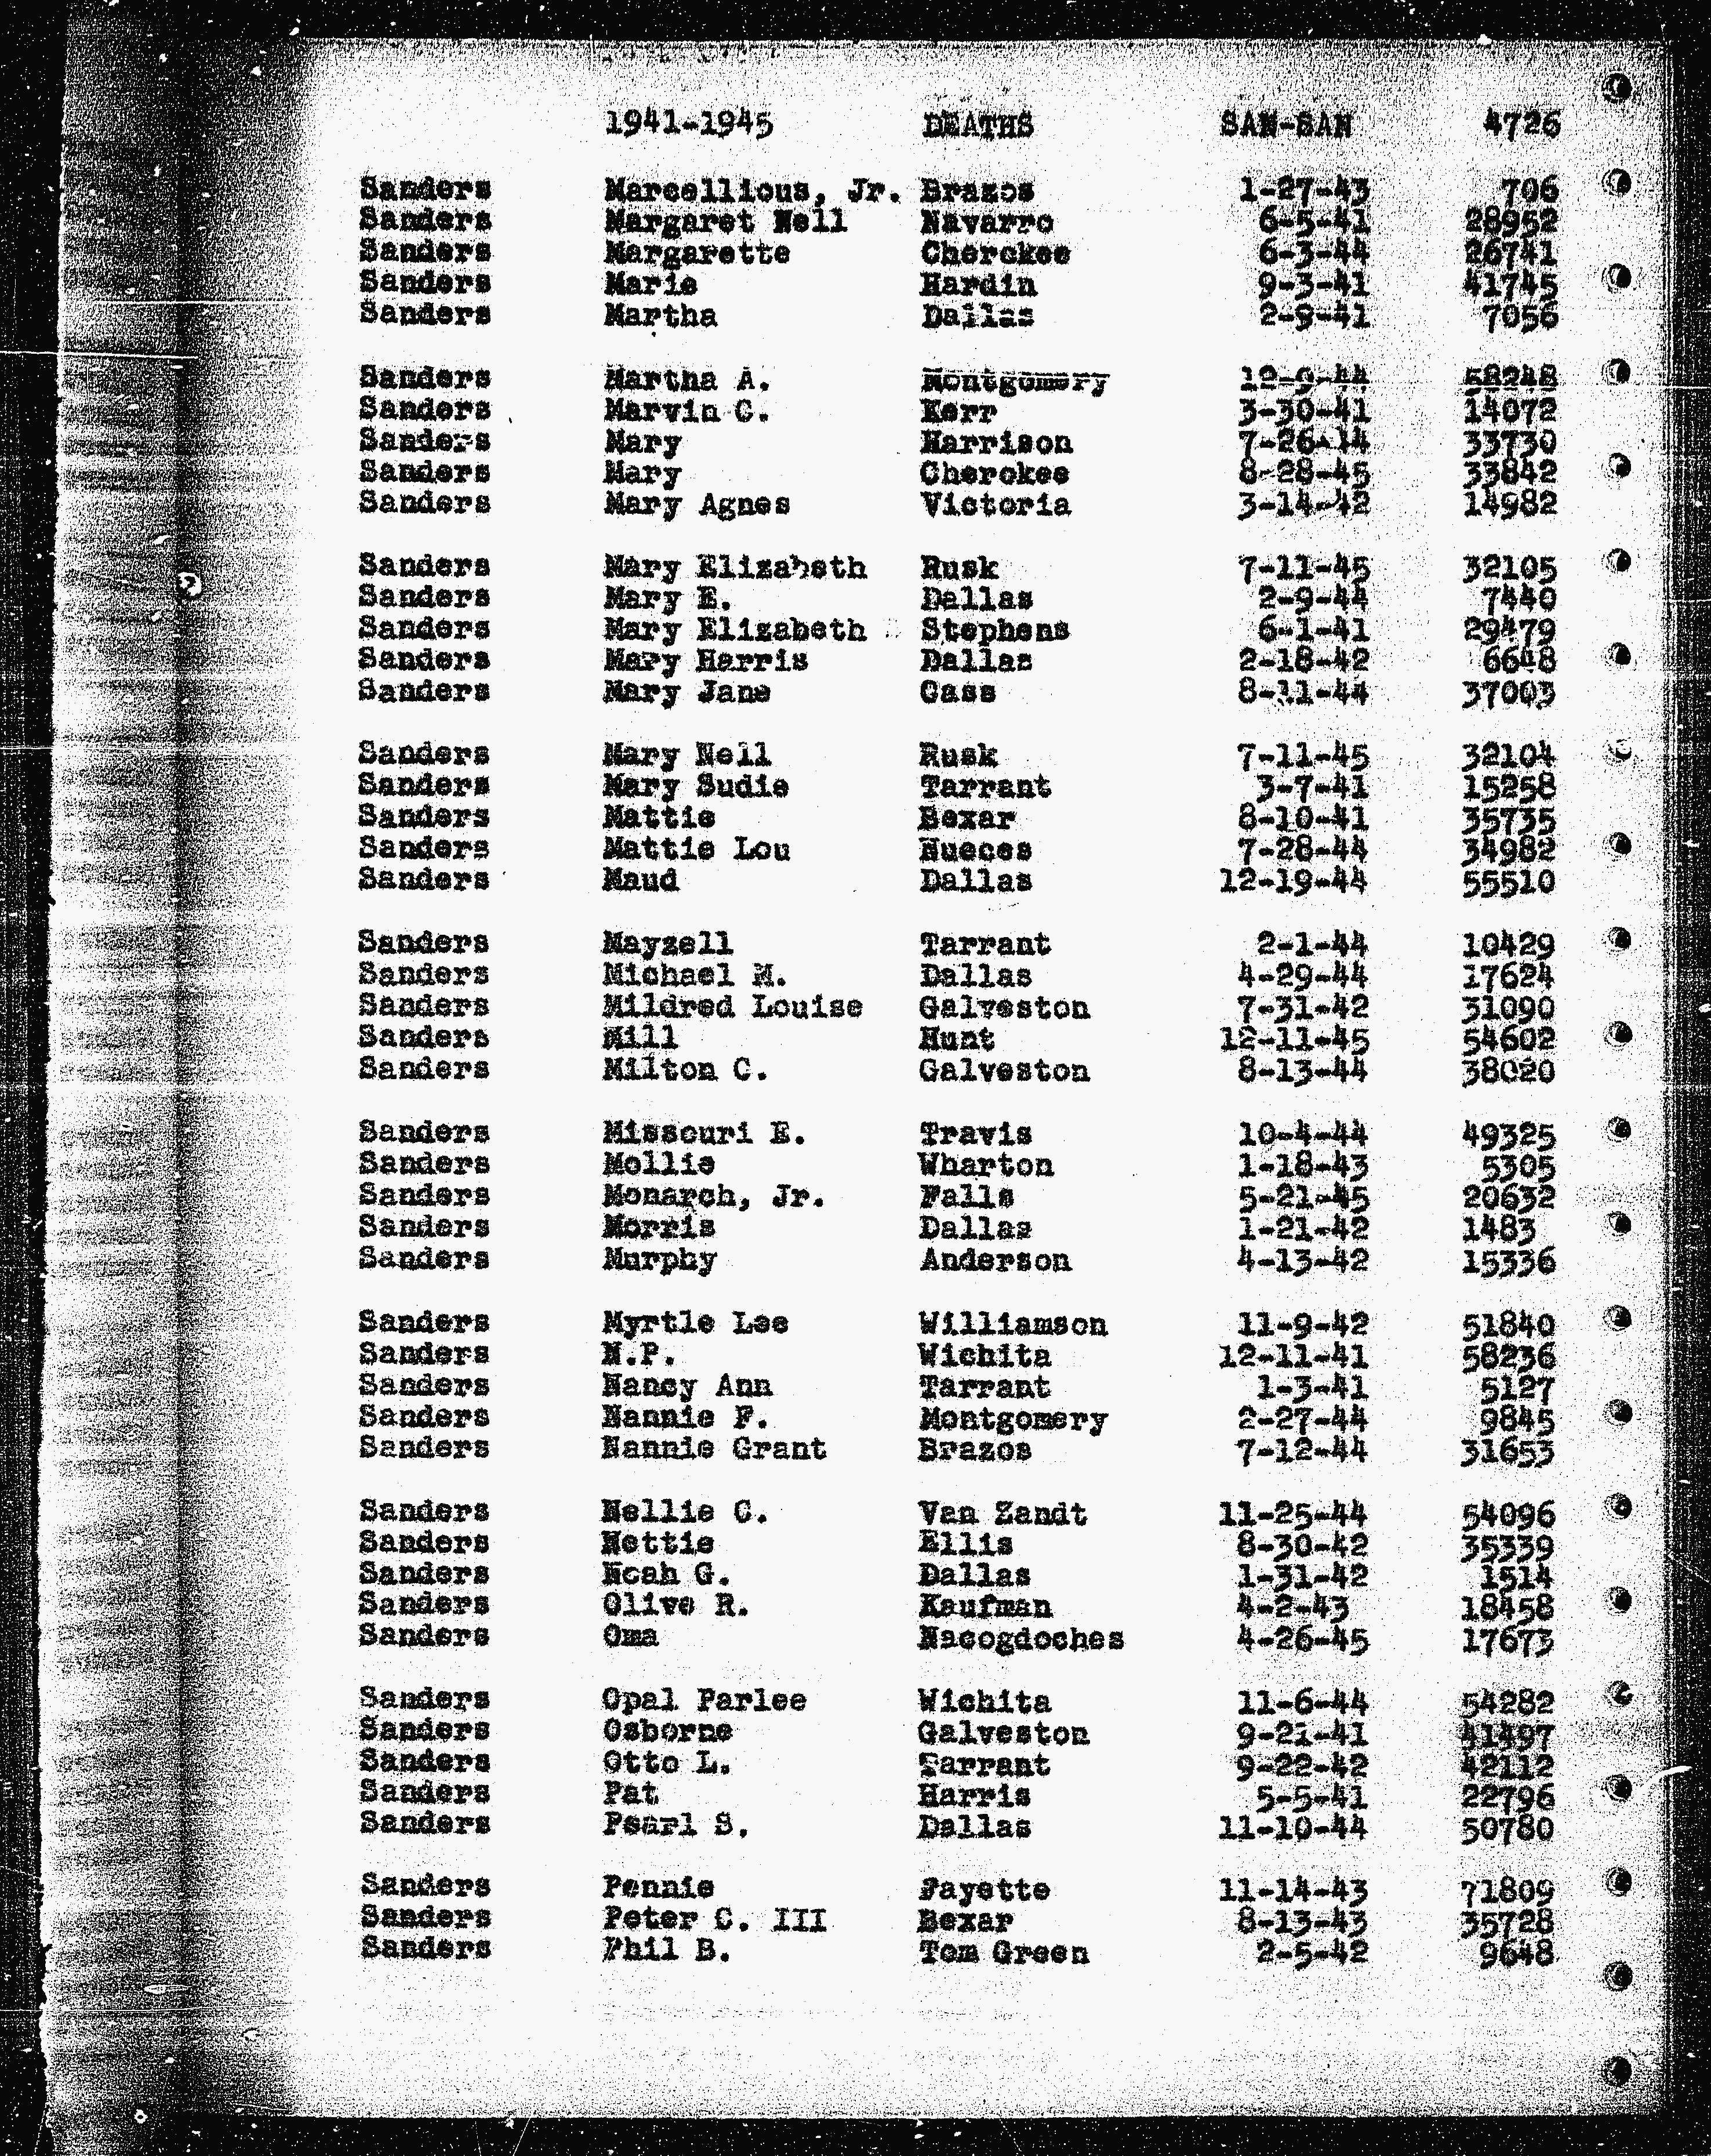 1941-1945 DEATHS SAN-SAN 4726
Sanders Marcellious, Jr. Brazos 1-27-43 706
Sanders Margaret Nell Navarro 6-5-41 28952
Sanders Margarette Cherokee 6-3-44 26741
Sanders Marie Hardin 9-3-41 41745
Sanders Martha Dallas 2-9-41 7056
Sanders Martha A. Montgomery 12-9-44 58248
Sanders Marvin C. Kerr 3-30-41 14072
Sanders Mary Harrison 7-26-44 33730
Sanders Mary Cherokee 8-28-45 33842
Sanders Mary Agnes Victoria 3-14-42 14982
Sanders Mary Elizabeth Rusk 7-11-45 32105
Sanders Mary E. Dallas 2-9-44 7440
Sanders Mary Elizabeth Stephens 6-1-41 29479
Sanders Mary Harris Dallas 2-18-42 6648
Sanders Mary Jane Cass 8-11-44 37003
Sanders Mary Nell Rusk 7-11-45 32104
Sanders Mary Sudie Tarrant 3-7-41 15258
Sanders Mattie Bexar 8-10-41 35735
Sanders Mattie Lou Nueces 7-28-44 34982
Sanders Maud Dallas 12-19-44 55510
Sanders Mayzell Tarrant 2-1-44 10429
Sanders Michael M. Dallas 4-29-44 17624
Sanders Mildred Louise Galveston 7-31-42 31090
Sanders Mill Hunt 12-11-45 54602
Sanders Milton C. Galveston 8-13-44 38020
Sanders Missouri E. Travis 10-4-44 49325
Sanders Mollie Wharton 1-18-43 5305
Sanders Monarch, Jr. Falls 5-21-45 20632
Sanders Morris Dallas 1-21-42 1483
Sanders Murphy Anderson 4-13-42 15336
Sanders Myrtle Lee Williamson 11-9-42 51840
Sanders N.P. Wichita 12-11-41 58236
Sanders Nancy Ann Tarrant 1-3-41 5127
Sanders Nannie F. Montgomery 2-27-44 9845
Sanders Nannie Grant Brazos 7-12-44 31653
Sanders Nellie C. Van Zandt 11-25-44 54096
Sanders Nettie Ellis 8-30-42 35339
Sanders Noah G. Dallas 1-31-42 1514
Sanders Olive R. Kaufman 4-2-43 18458
Sanders Oma Nacogdoches 4-26-45 17673
Sanders Opal Parlee Wichita 11-6-44 54282
Sanders Osborne Galveston 9-21-41 41497
Sanders Otto L. Tarrant 9-22-42 42112
Sanders Pat Harris 5-5-41 22796
Sanders Pearl S. Dallas 11-10-44 50780
Sanders Pennie Fayette 11-14-43 71809
Sanders Peter C. III Bexar 8-13-43 35728
Sanders Phil B. Tom Green 2-5-42 9648